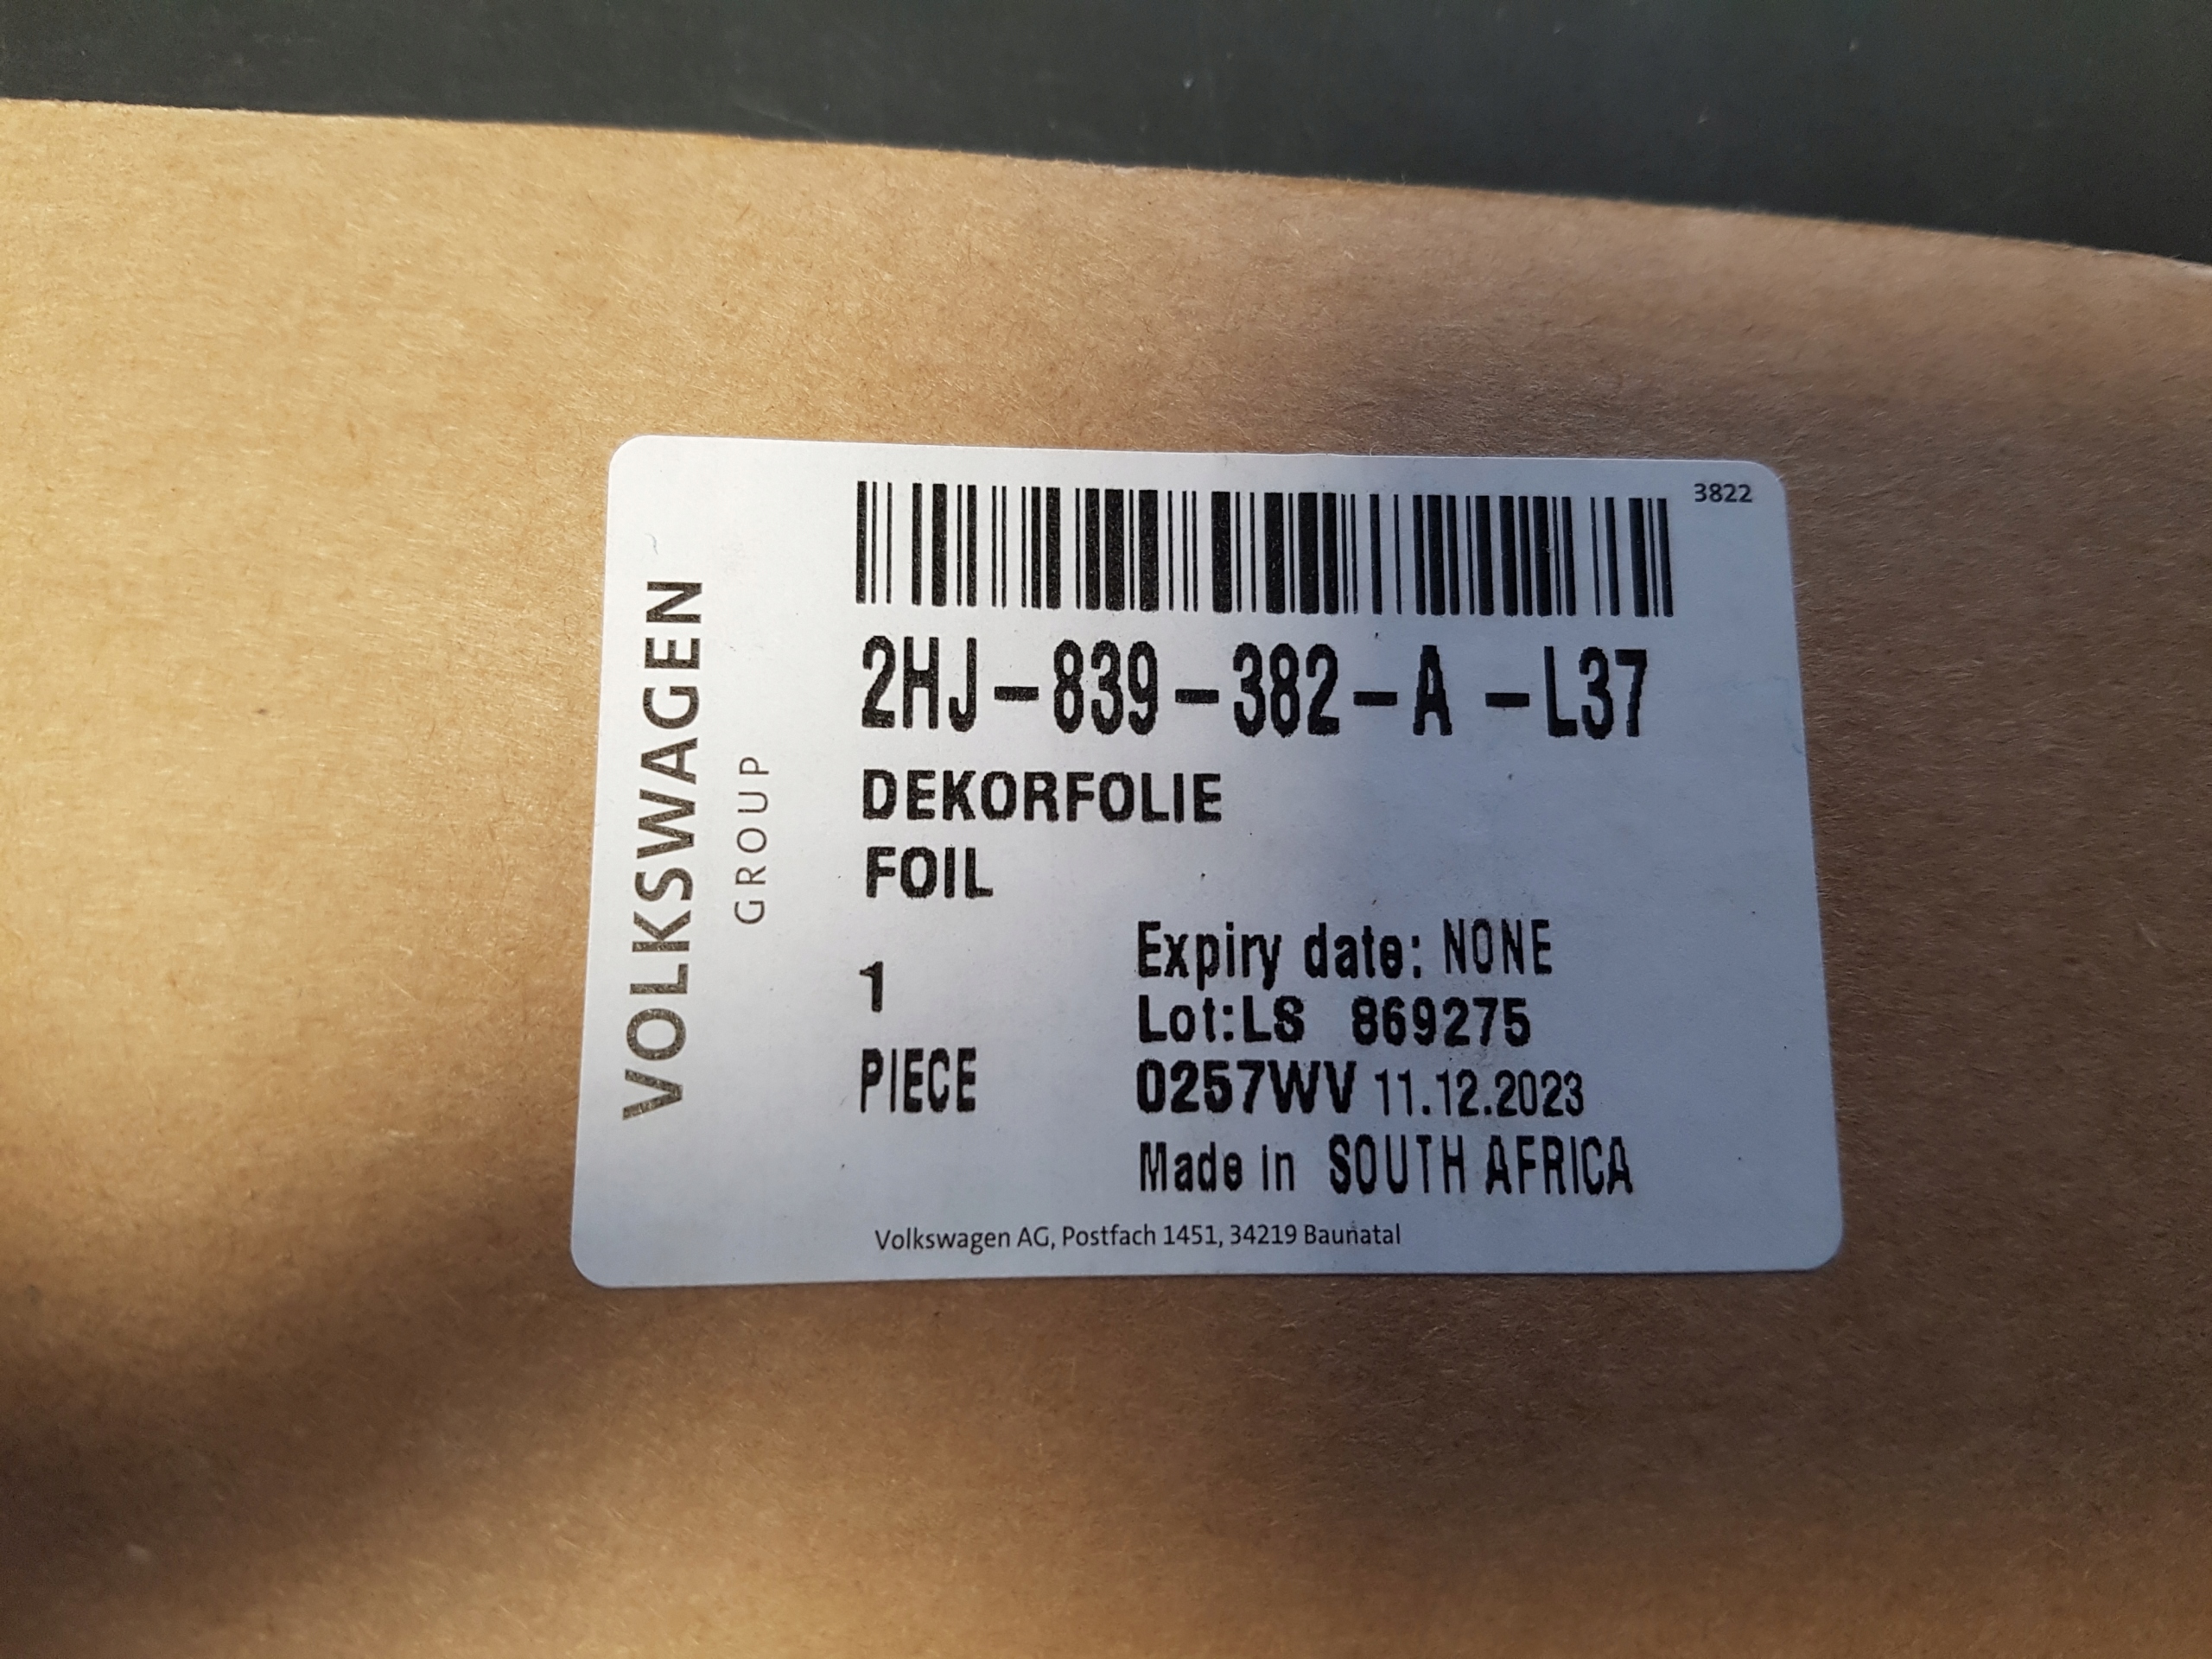 3822
VOLKSWAGEN
GROUP
2HJ-839-382-A -L37
DEKORFOLIE
FOIL
1
PIECE
Expiry date: NONE
Lot:LS 869275
0257WV 11.12.2023
Made in SOUTH AFRICA
Volkswagen AG, Postfach 1451, 34219 Baunatal